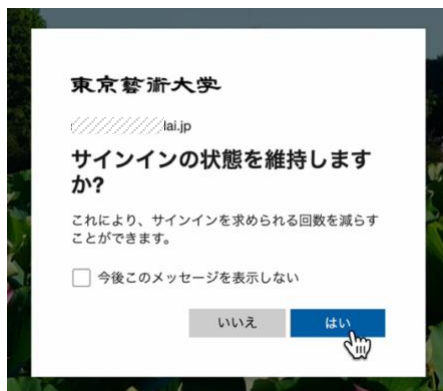 東京藝術大学
lai.jp
サインインの状態を維持します
か?
これにより、サインインを求められる回数を減らす
ことができます。
今後このメッセージを表示しない
いいえ
はい